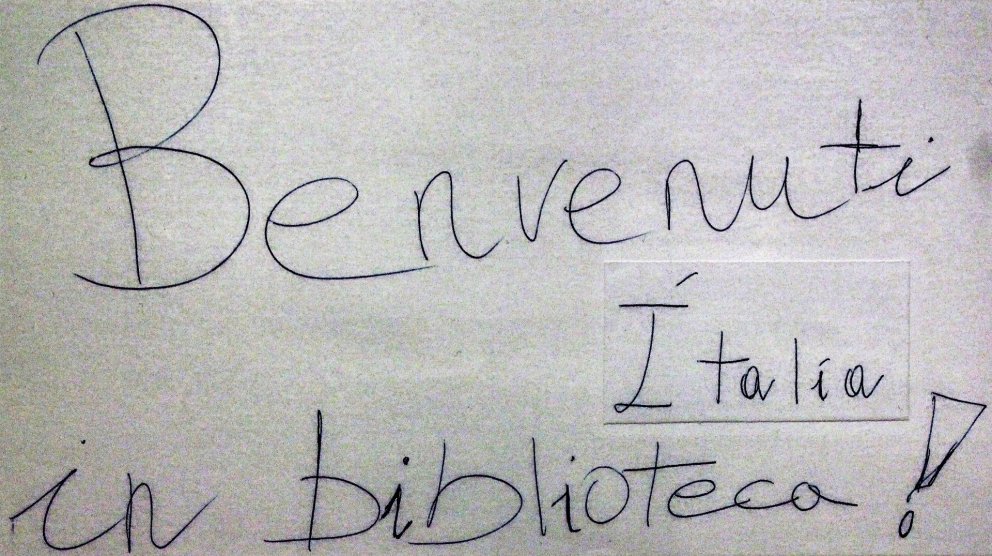 Benvenuti
Ítalia
in biblioteca!